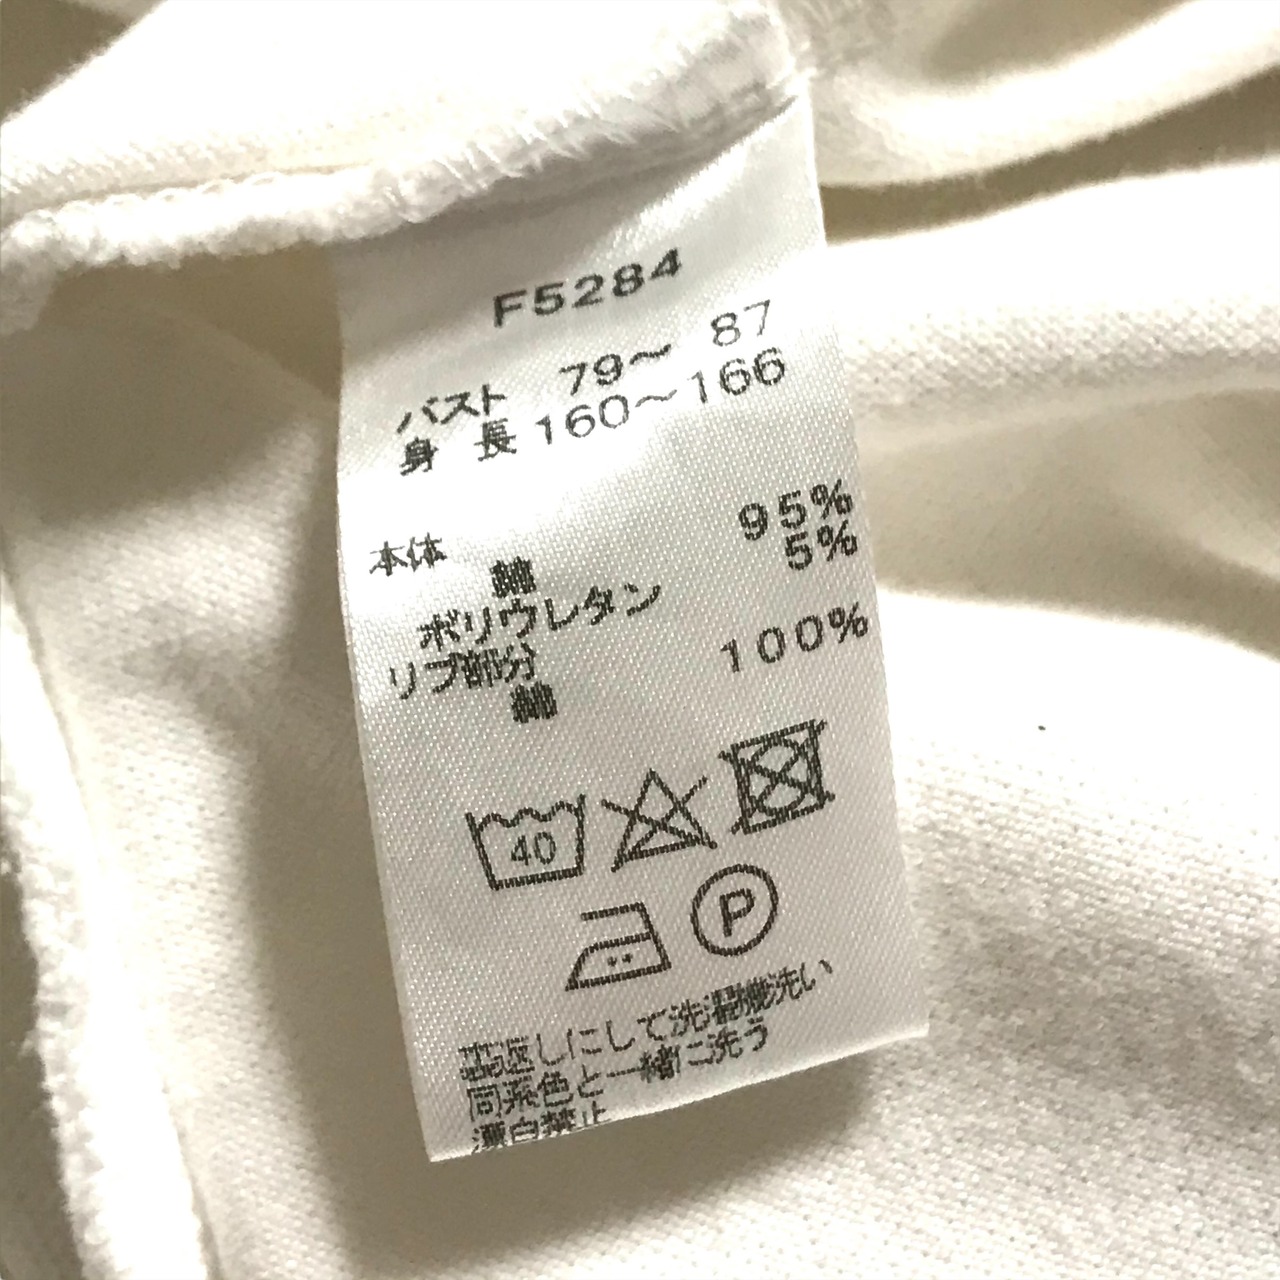 F5284
バスト 79～ 87
身 長 160～166
本体
綿 95%
ポリウレタン 5%
リブ部分
綿 100%
40
P
裏返しにして洗濯機洗い
同系色と一緒に洗う
漂白禁止